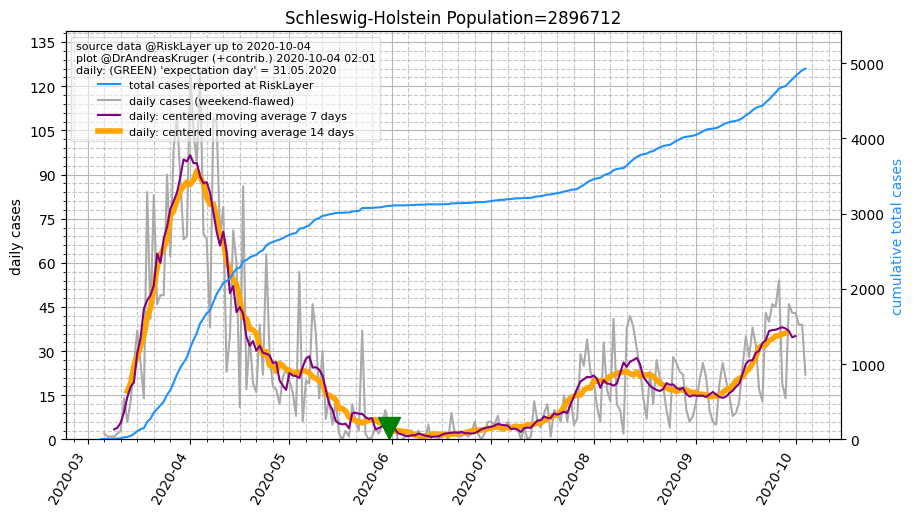 Schleswig-Holstein Population=2896712
source data @RiskLayer up to 2020-10-04
plot @DrAndreasKruger (+contrib.) 2020-10-04 02:01
daily: (GREEN) 'expectation day' = 31.05.2020
total cases reported at RiskLayer
daily cases (weekend-flawed)
daily: centered moving average 7 days
daily: centered moving average 14 days
daily cases
135
120
105
90
75
60
45
30
15
0
5000
4000
3000
2000
1000
0
cumulative total cases
2020-03
2020-04
2020-05
2020-06
2020-07
2020-08
2020-09
2020-10